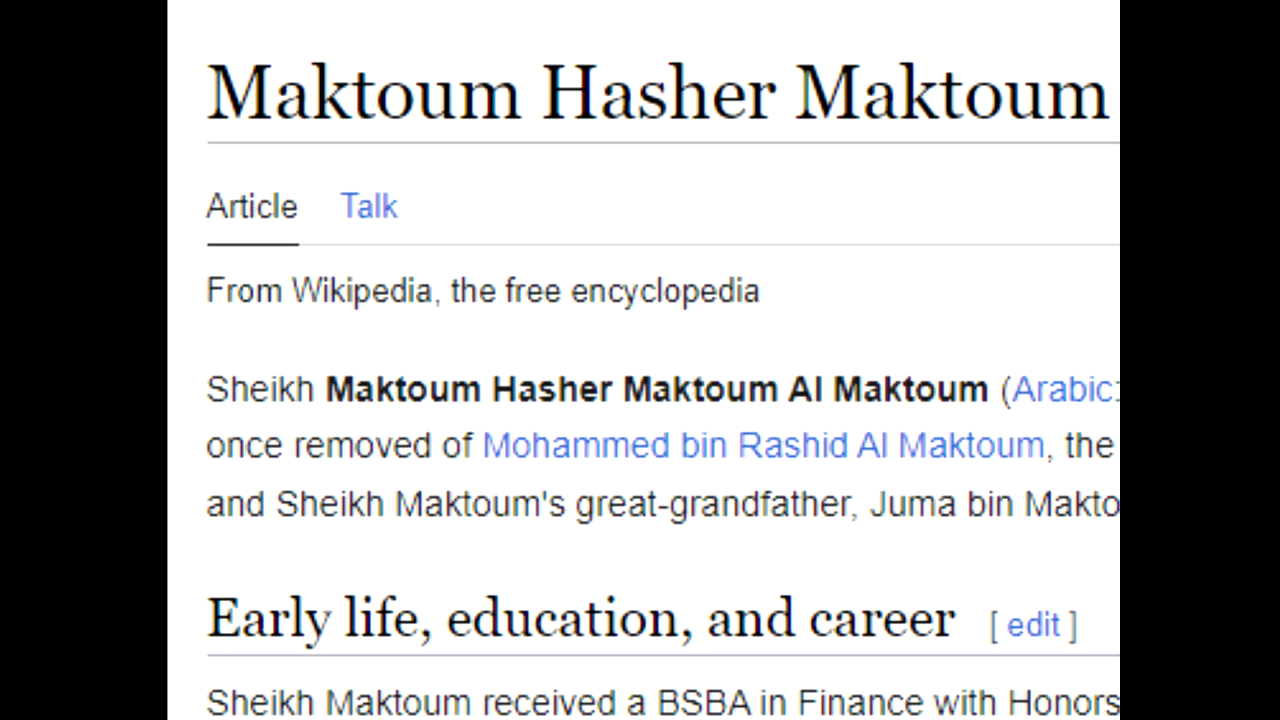 Maktoum Hasher Maktoum
Article Talk
From Wikipedia, the free encyclopedia
Sheikh Maktoum Hasher Maktoum Al Maktoum (Arabic:
once removed of Mohammed bin Rashid Al Maktoum, the
and Sheikh Maktoum's great-grandfather, Juma bin Makto
Early life, education, and career [ edit ]
Sheikh Maktoum received a BSBA in Finance with Honors